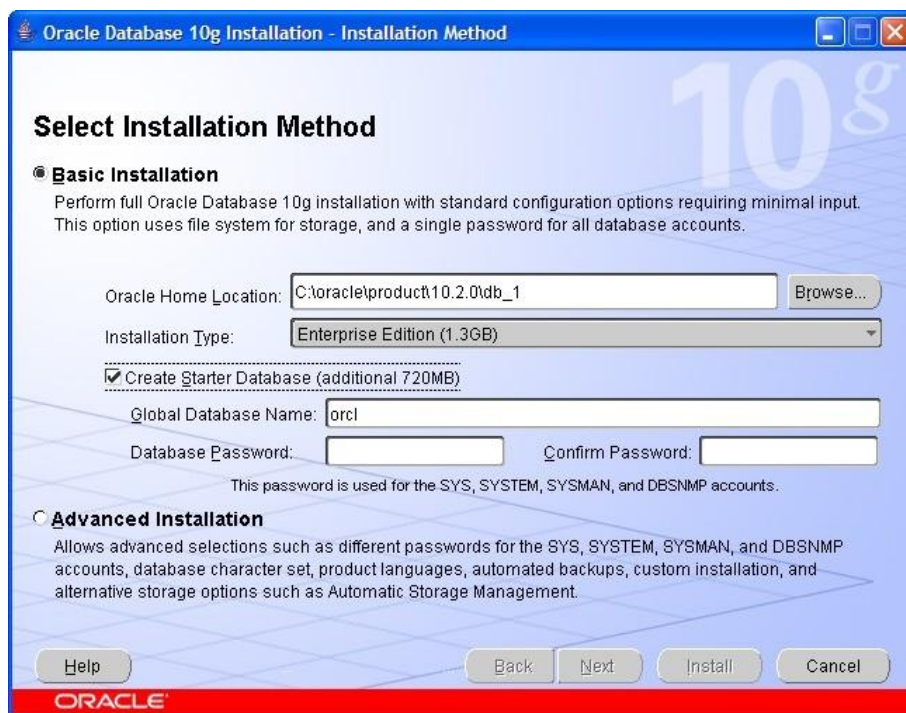 Oracle Database 10g Installation - Installation Method
10g
Select Installation Method
Basic Installation
Perform full Oracle Database 10g installation with standard configuration options requiring minimal input.
This option uses file system for storage, and a single password for all database accounts.
Oracle Home Location: C:\oracle\product\10.2.0\db_1 Browse...
Installation Type: Enterprise Edition (1.3GB)
Create Starter Database (additional 720MB)
Global Database Name: orcl
Database Password: Confirm Password:
This password is used for the SYS, SYSTEM, SYSMAN, and DBSNMP accounts.
Advanced Installation
Allows advanced selections such as different passwords for the SYS, SYSTEM, SYSMAN, and DBSNMP
accounts, database character set, product languages, automated backups, custom installation, and
alternative storage options such as Automatic Storage Management.
Help Back Next Install Cancel
ORACLE